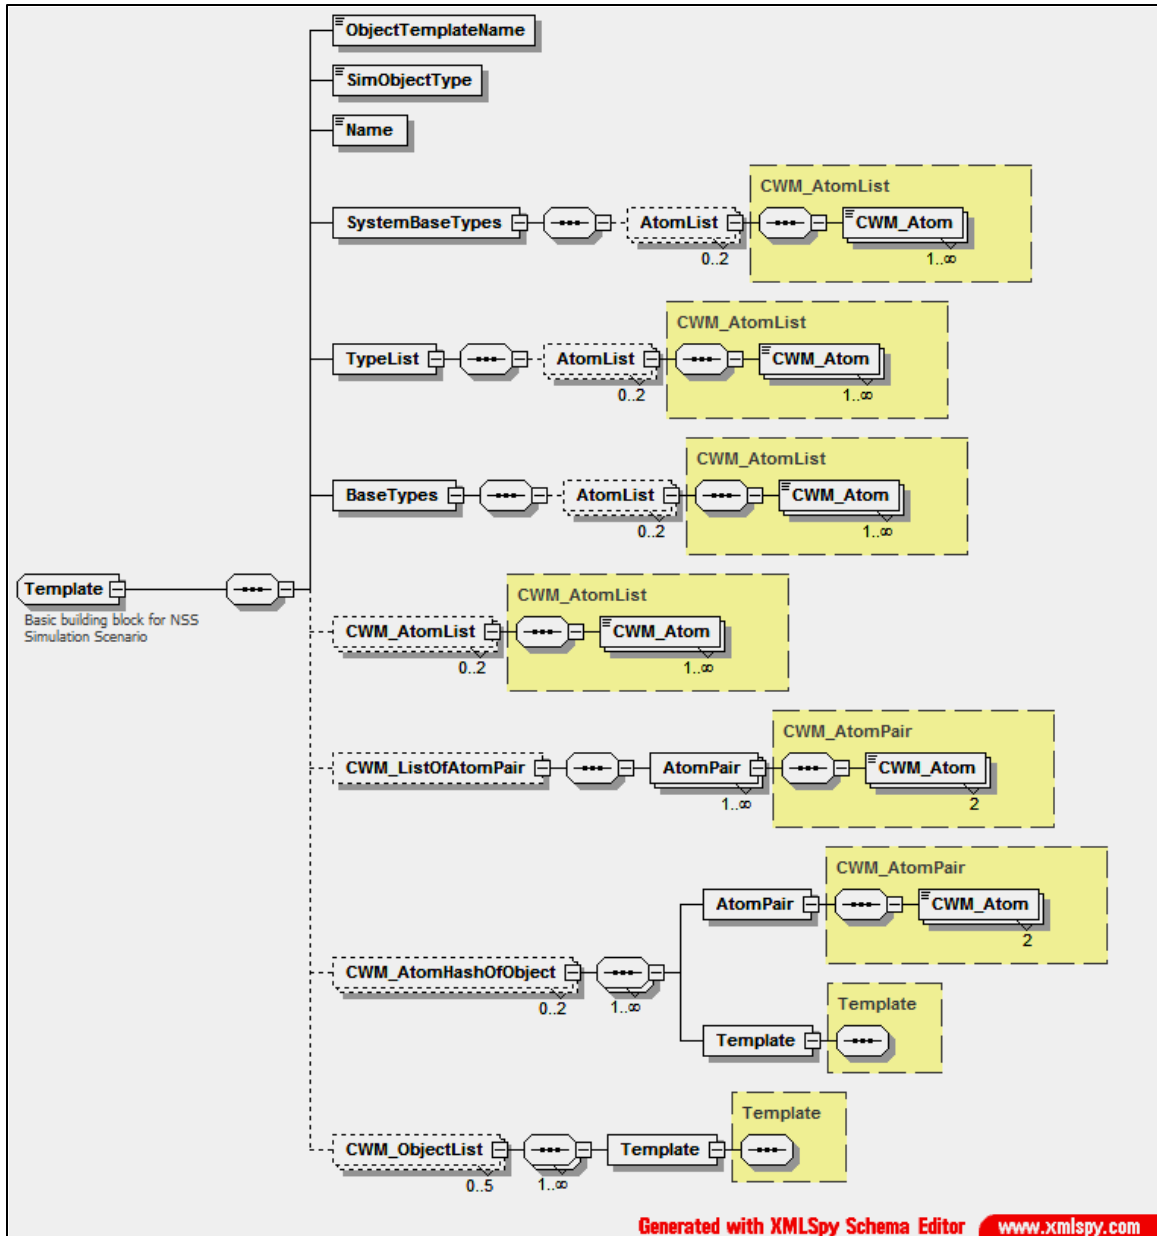 ObjectTemplateName
SimObjectType
Name
CWM_AtomList
SystemBaseTypes AtomList CWM_Atom
0..2 1..∞
CWM_AtomList
TypeList AtomList CWM_Atom
0..2 1..∞
CWM_AtomList
BaseTypes AtomList CWM_Atom
0..2 1..∞
Template
Basic building block for NSS
Simulation Scenario
CWM_AtomList
CWM_AtomList CWM_Atom
0..2 1..∞
CWM_AtomPair
CWM_ListOfAtomPair AtomPair CWM_Atom
1..∞ 2
CWM_AtomPair
AtomPair CWM_Atom
2
CWM_AtomHashOfObject
0..2 1..∞
Template
Template
Template
CWM_ObjectList Template
0..5 1..∞
Generated with XMLSpy Schema Editor www.xmlspy.com